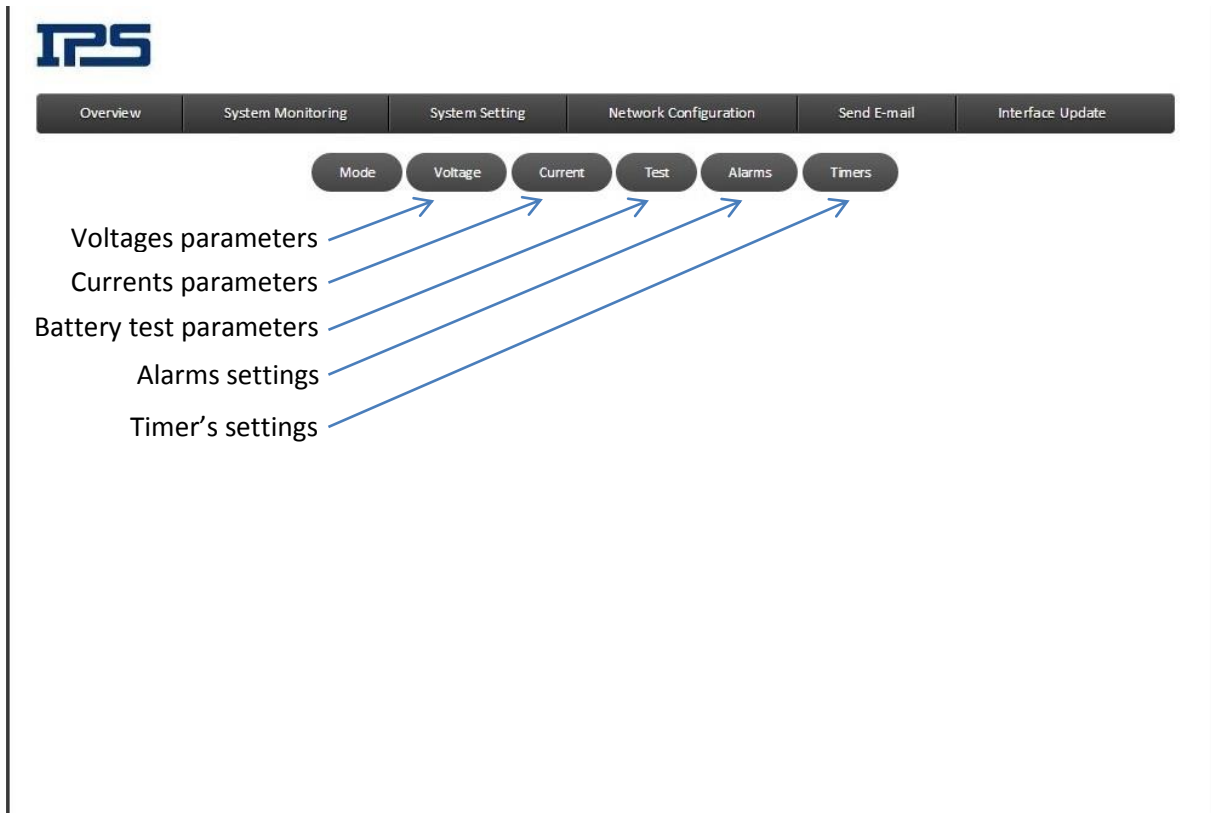 IPS
Overview System Monitoring System Setting Network Configuration Send E-mail Interface Update
Mode Voltage Current Test Alarms Timers
Voltages parameters
Currents parameters
Battery test parameters
Alarms settings
Timer’s settings